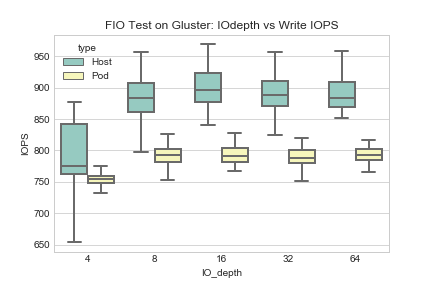 FIO Test on Gluster: IOdepth vs Write IOPS
type
Host
Pod
950
900
850
800
750
700
650
IOPS
4 8 16 32 64
IO_depth